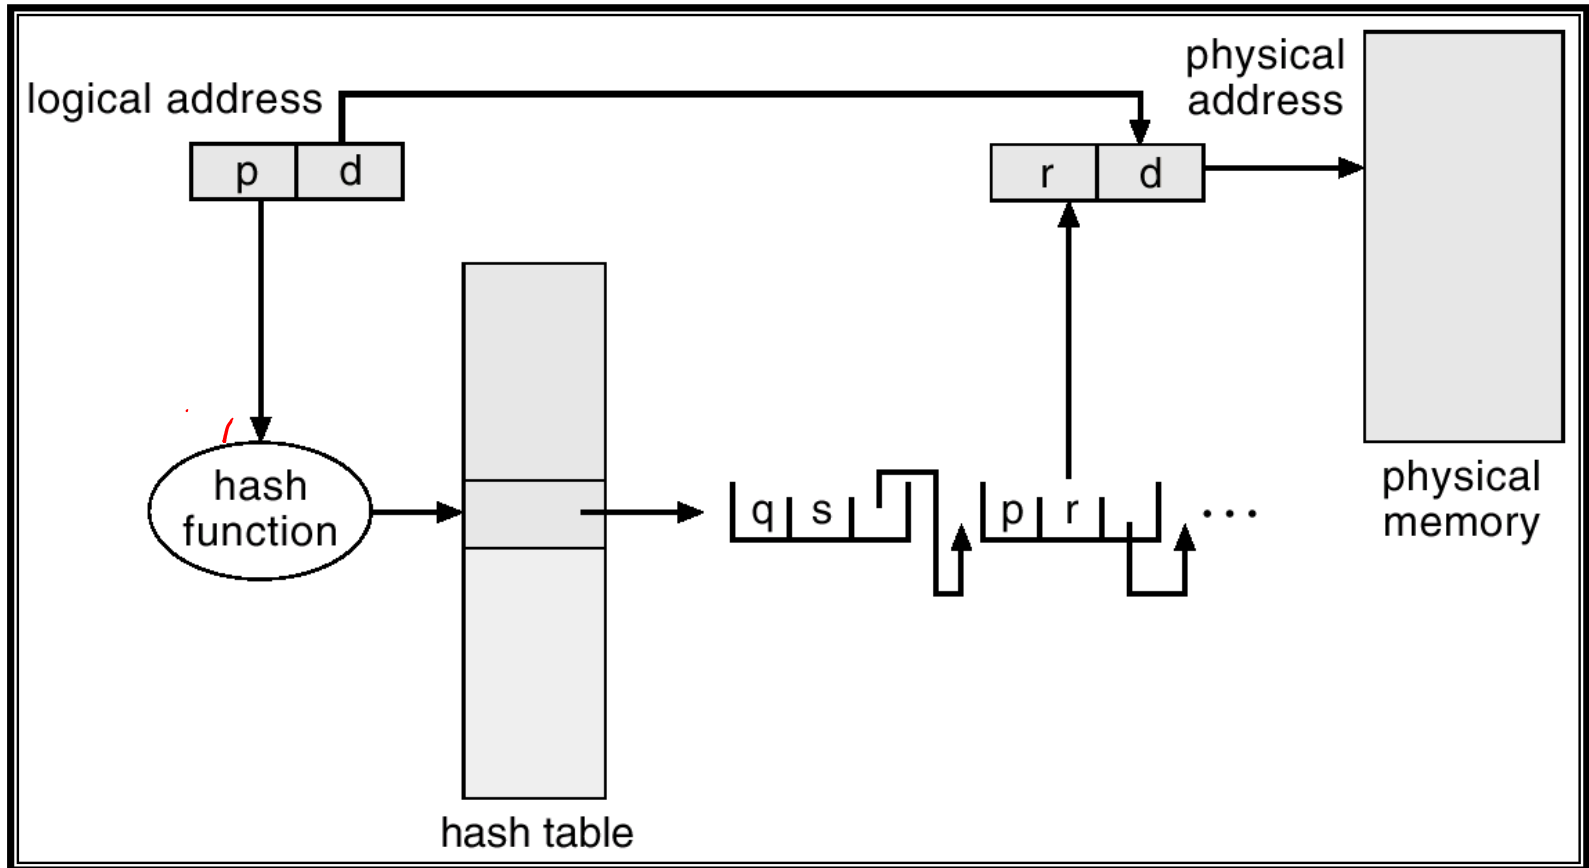 physical
address
logical address
p d
r d
hash
function
q s
p r
...
physical
memory
hash table